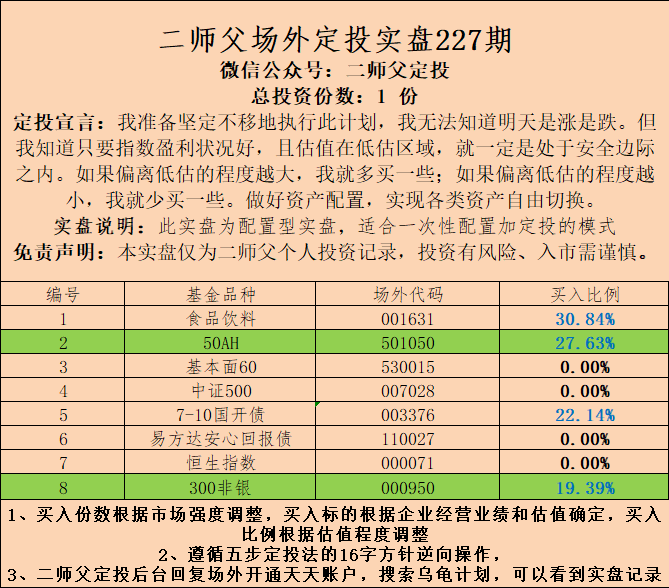 二师父场外定投实盘227期
微信公众号：二师父定投
总投资份数：1 份
定投宣言：我准备坚定不移地执行此计划，我无法知道明天是涨是跌。但
我知道只要指数盈利状况好，且估值在低估区域，就一定是处于安全边际
之内。如果偏离低估的程度越大，我就多买一些；如果偏离低估的程度越
小，我就少买一些。做好资产配置，实现各类资产自由切换。
实盘说明：此实盘为配置型实盘，适合一次性配置加定投的模式
免责声明：本实盘仅为二师父个人投资记录，投资有风险、入市需谨慎。
编号 基金品种 场外代码 买入比例
1 食品饮料 001631 30.84%
2 50AH 501050 27.63%
3 基本面60 530015 0.00%
4 中证500 007028 0.00%
5 7-10国开债 003376 22.14%
6 易方达安心回报债 110027 0.00%
7 恒生指数 000071 0.00%
8 300非银 000950 19.39%
1、买入份数根据市场强度调整，买入标的根据企业经营业绩和估值确定，买入
比例根据估值程度调整
2、遵循五步定投法的16字方针逆向操作，
3、二师父定投后台回复场外开通天天账户，搜索乌龟计划，可以看到实盘记录